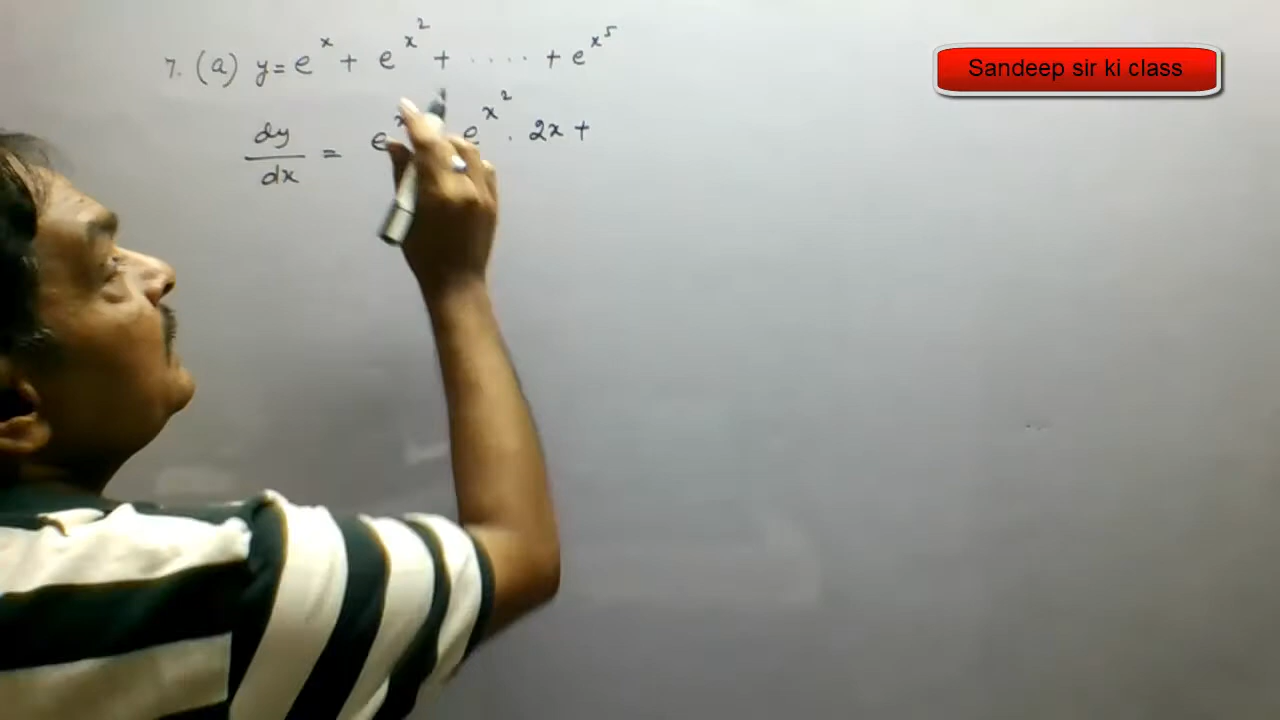 Sandeep sir ki class
7. (a) y = e^x + e^{x^2} + ..... + e^{x^5}
dy/dx = e^x e^{x^2} . 2x +